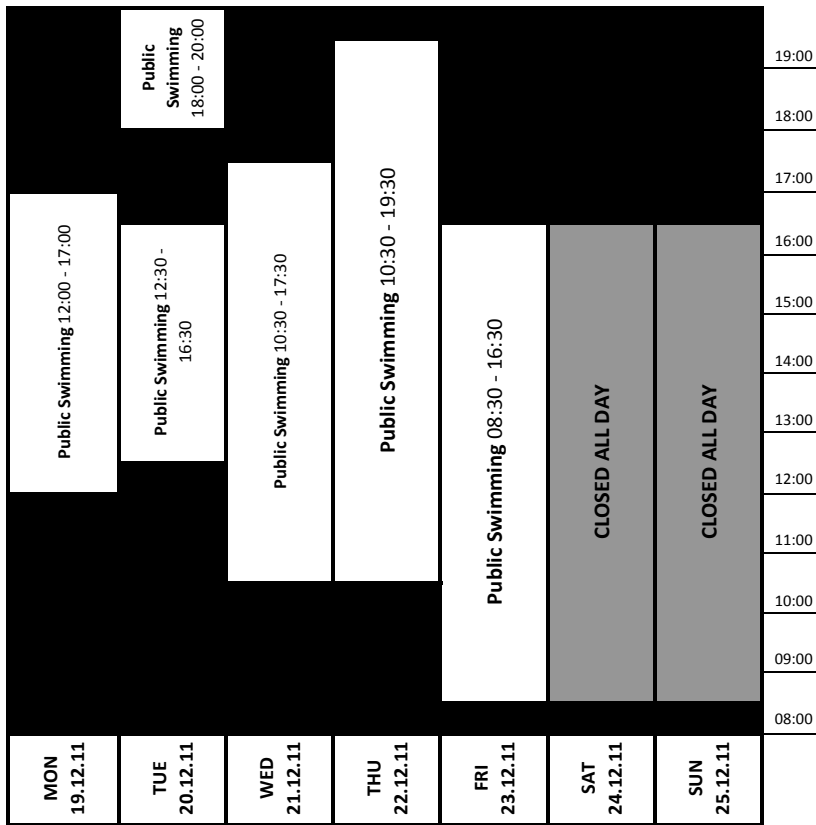 MON
19.12.11
Public Swimming 12:00 - 17:00
TUE
20.12.11
Public Swimming 12:30 -
16:30
Public
Swimming
18:00 - 20:00
WED
21.12.11
Public Swimming 10:30 - 17:30
THU
22.12.11
Public Swimming 10:30 - 19:30
FRI
23.12.11
Public Swimming 08:30 - 16:30
SAT
24.12.11
CLOSED ALL DAY
SUN
25.12.11
CLOSED ALL DAY
08:00
09:00
10:00
11:00
12:00
13:00
14:00
15:00
16:00
17:00
18:00
19:00